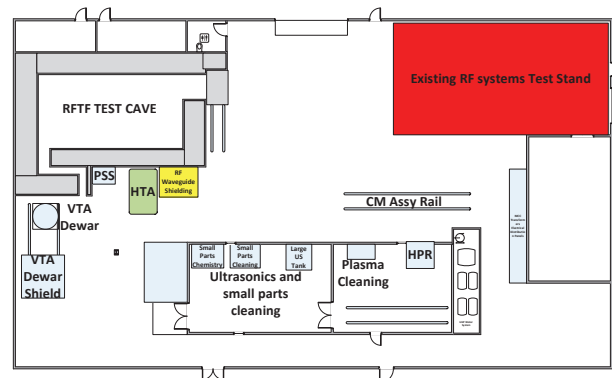 Existing RF systems Test Stand
RFTF TEST CAVE
PSS
HTA
RF
Waveguide
Shielding
VTA
Dewar
CM Assy Rail
VTA
Dewar
Shield
Small
Parts
Chemistry
Small
Parts
Cleaning
Large
US
Tank
Ultrasonics and
small parts
cleaning
Plasma
Cleaning
HPR